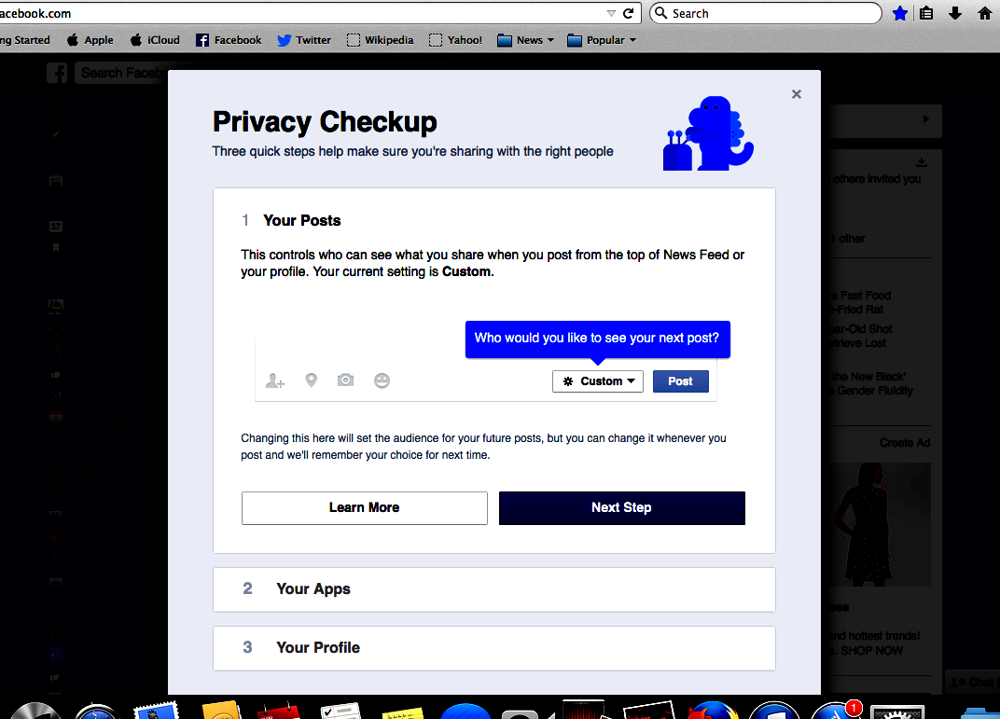 acebook.com
Search
ng Started
Apple
iCloud
Facebook
Twitter
Wikipedia
Yahoo!
News
Popular
Search Faceb
Privacy Checkup
Three quick steps help make sure you're sharing with the right people
others invited you
1 other
1 Your Posts
This controls who can see what you share when you post from the top of News Feed or
your profile. Your current setting is Custom.
Fast Food
-Fried Rat
ear-Old Shot
etrieve Lost
Who would you like to see your next post?
Custom
Post
the New Black'
Gender Fluidity
Changing this here will set the audience for your future posts, but you can change it whenever you
post and we'll remember your choice for next time.
Create Ad
Learn More
Next Step
2 Your Apps
3 Your Profile
nd hottest trends!
. SHOP NOW
Chat
17
1